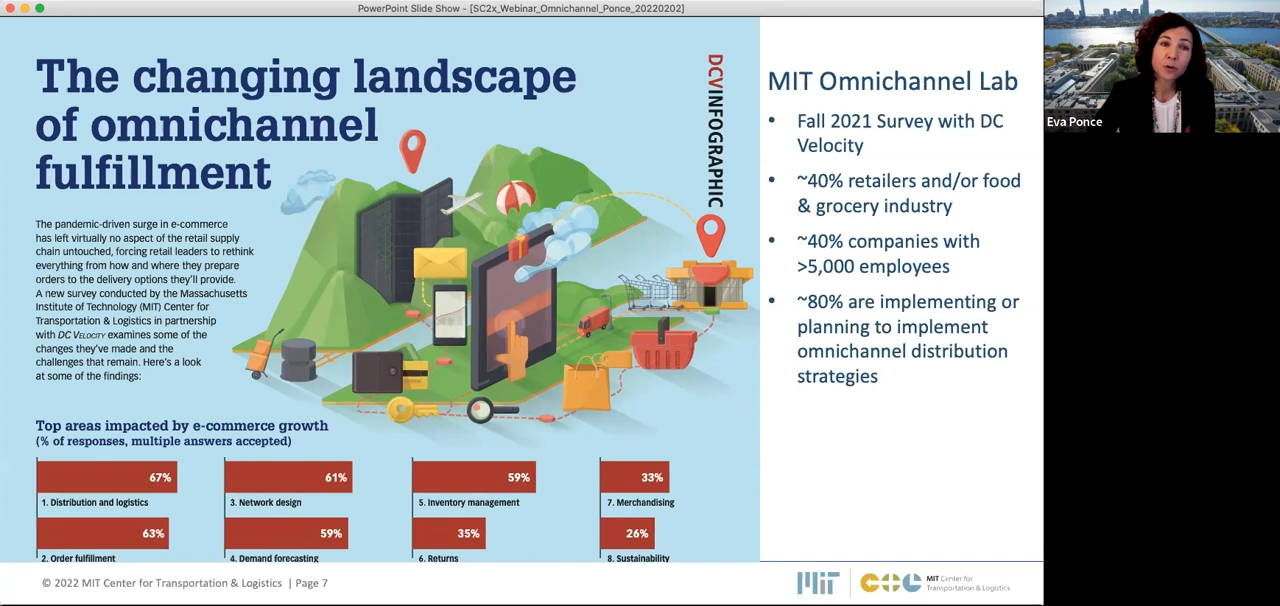 PowerPoint Slide Show - [SC2x_Webinar_Omnichannel_Ponce_20220202]
The changing landscape
of omnichannel
fulfillment
DCVINFOGRAPHIC
The pandemic-driven surge in e-commerce
has left virtually no aspect of the retail supply
chain untouched, forcing retail leaders to rethink
everything from how and where they prepare
orders to the delivery options they'll provide.
A new survey conducted by the Massachusetts
Institute of Technology (MIT) Center for
Transportation & Logistics in partnership
with DC VELOCITY examines some of the
changes they've made and the
challenges that remain. Here's a look
at some of the findings:
Top areas impacted by e-commerce growth
(% of responses, multiple answers accepted)
67%
1. Distribution and logistics
63%
2. Order fulfillment
61%
3. Network design
59%
4. Demand forecasting
59%
5. Inventory management
35%
6. Returns
33%
7. Merchandising
26%
8. Sustainability
MIT Omnichannel Lab
• Fall 2021 Survey with DC
Velocity
• ~40% retailers and/or food
& grocery industry
• ~40% companies with
>5,000 employees
• ~80% are implementing or
planning to implement
omnichannel distribution
strategies
Eva Ponce
© 2022 MIT Center for Transportation & Logistics | Page 7
MIT
CTL
MIT Center for
Transportation & Logistics